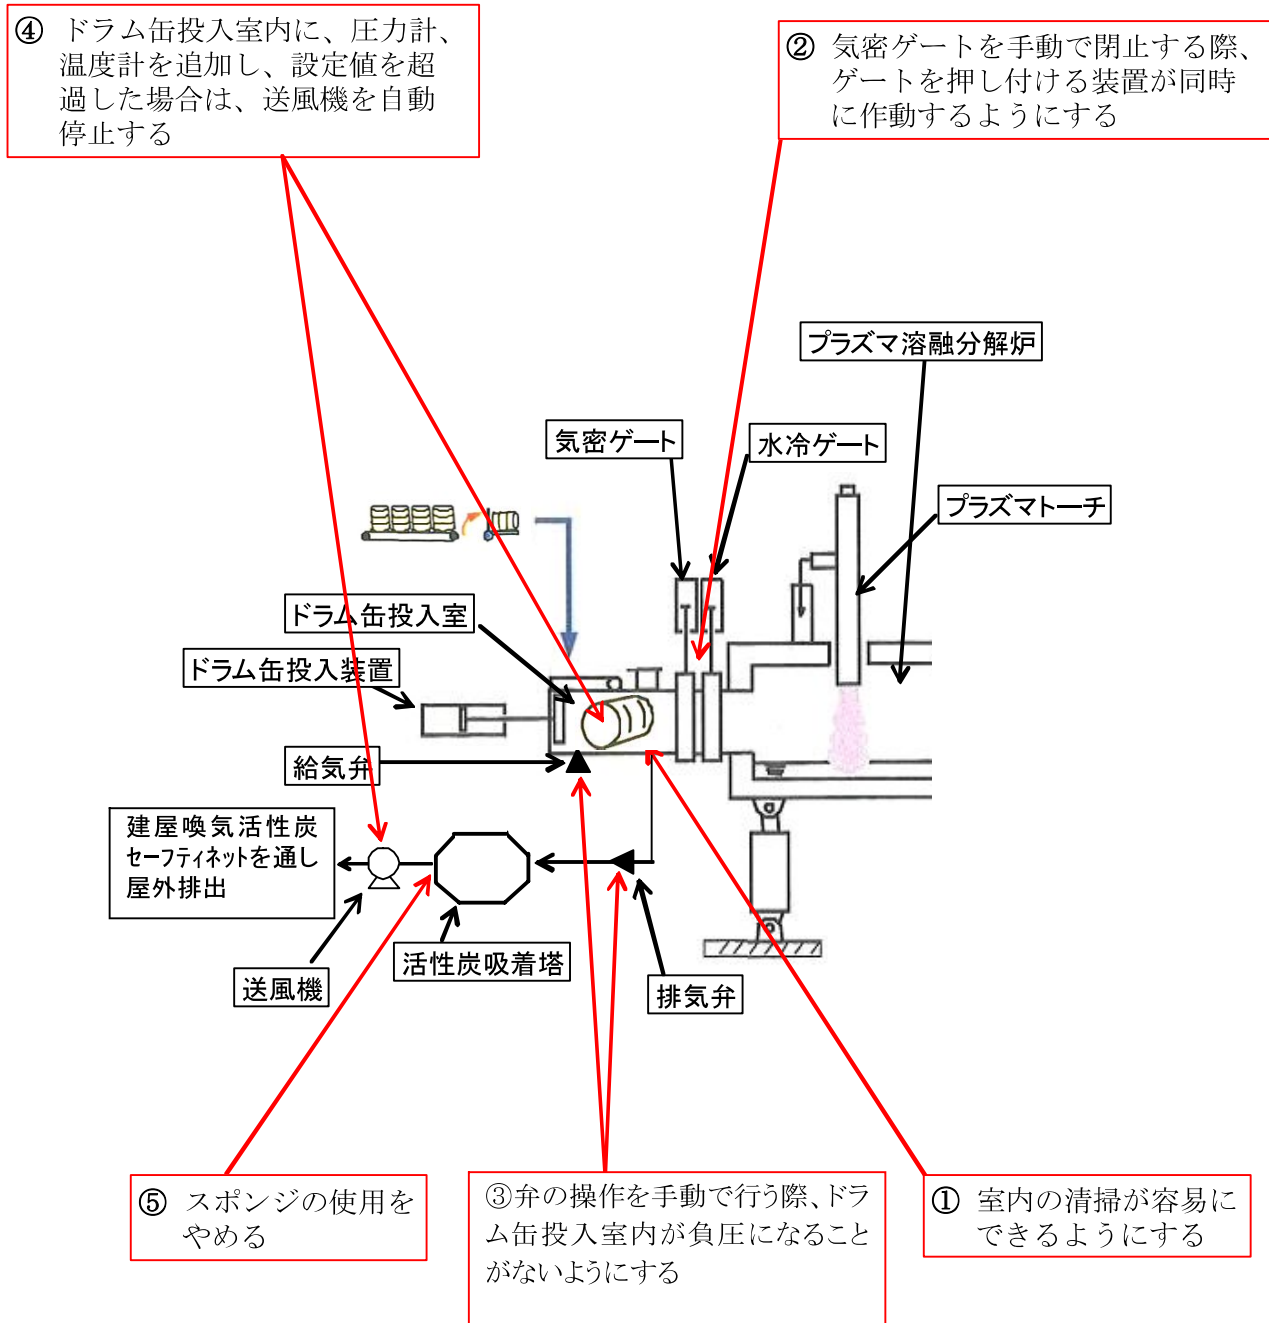 ④ ドラム缶投入室内に、圧力計、
温度計を追加し、設定値を超
過した場合は、送風機を自動
停止する
② 気密ゲートを手動で閉止する際、
ゲートを押し付ける装置が同時
に作動するようにする
プラズマ溶融分解炉
気密ゲート
水冷ゲート
プラズマトーチ
ドラム缶投入室
ドラム缶投入装置
給気弁
建屋喚気活性炭
セーフティネットを通し
屋外排出
活性炭吸着塔
送風機
排気弁
⑤ スポンジの使用を
やめる
③弁の操作を手動で行う際、ドラ
ム缶投入室内が負圧になること
がないようにする
① 室内の清掃が容易に
できるようにする